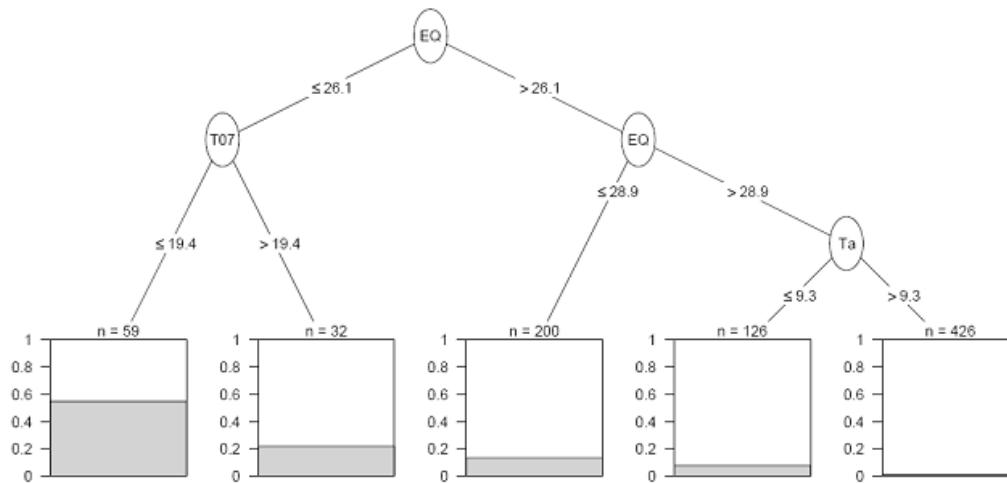 EQ
≤ 26.1 > 26.1
T07 EQ
≤ 28.9 > 28.9
≤ 19.4 > 19.4 Ta
≤ 9.3 > 9.3
n = 59 n = 32 n = 200 n = 126 n = 426
1 1 1 1 1
0.8 0.8 0.8 0.8 0.8
0.6 0.6 0.6 0.6 0.6
0.4 0.4 0.4 0.4 0.4
0.2 0.2 0.2 0.2 0.2
0 0 0 0 0